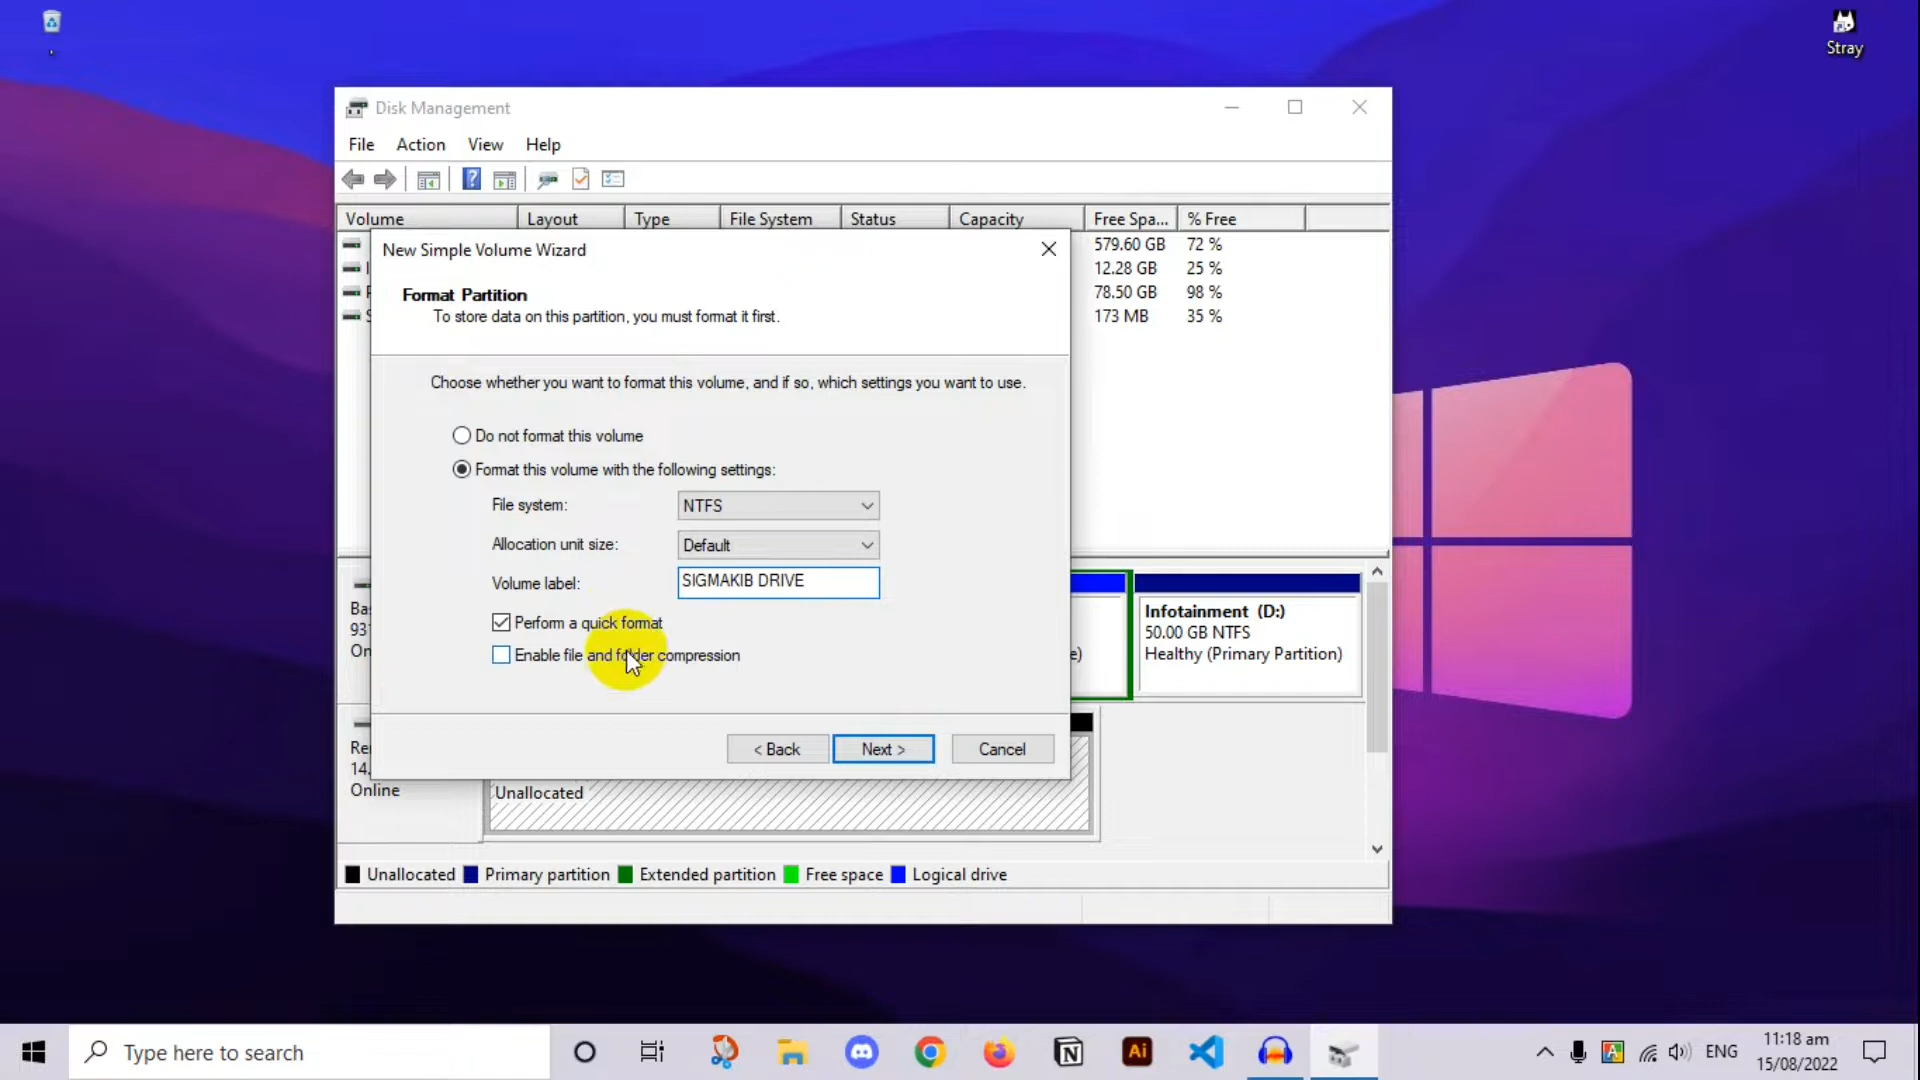 Stray
Disk Management
File Action View Help
Volume Layout Type File System Status Capacity Free Spa... % Free
579.60 GB 72 %
12.28 GB 25 %
78.50 GB 98 %
173 MB 35 %
New Simple Volume Wizard
Format Partition
To store data on this partition, you must format it first.
Choose whether you want to format this volume, and if so, which settings you want to use.
Do not format this volume
Format this volume with the following settings:
File system: NTFS
Allocation unit size: Default
Volume label: SIGMAKIB DRIVE
Perform a quick format
Enable file and folder compression
< Back Next > Cancel
Bas
931
On
e)
Infotainment (D:)
50.00 GB NTFS
Healthy (Primary Partition)
Re
14.
Online
Unallocated
Unallocated Primary partition Extended partition Free space Logical drive
Type here to search
Ai
ENG
11:18 am
15/08/2022